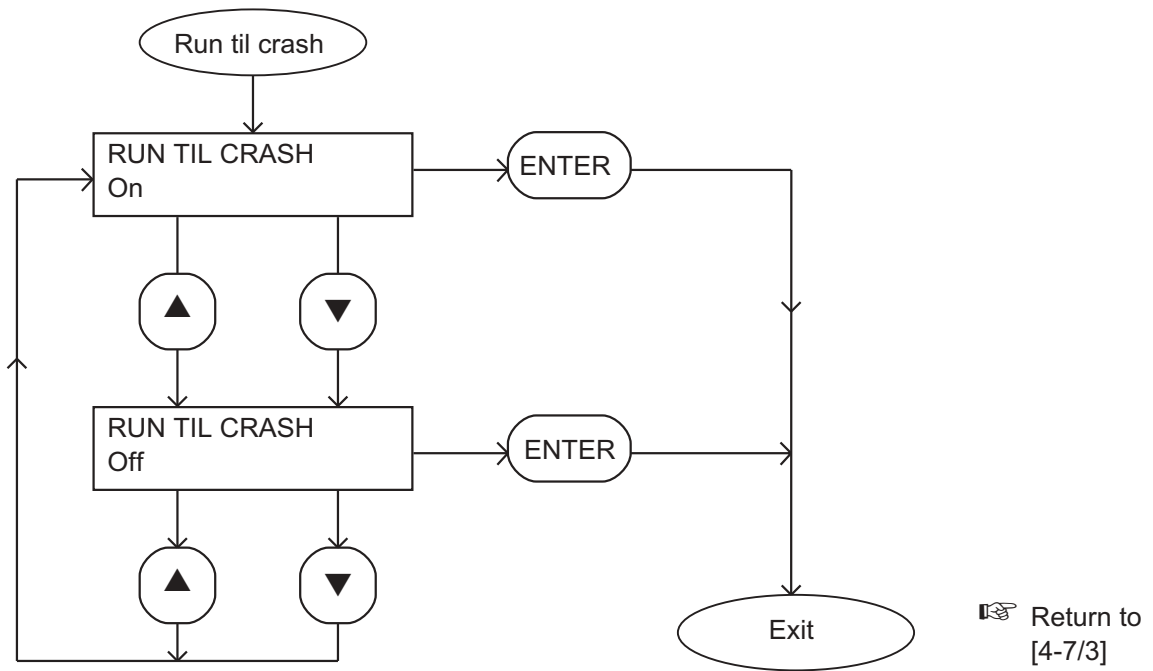 Run til crash
RUN TIL CRASH
On
ENTER
▲ ▼
RUN TIL CRASH
Off
ENTER
▲ ▼
Exit
☞ Return to
[4-7/3]